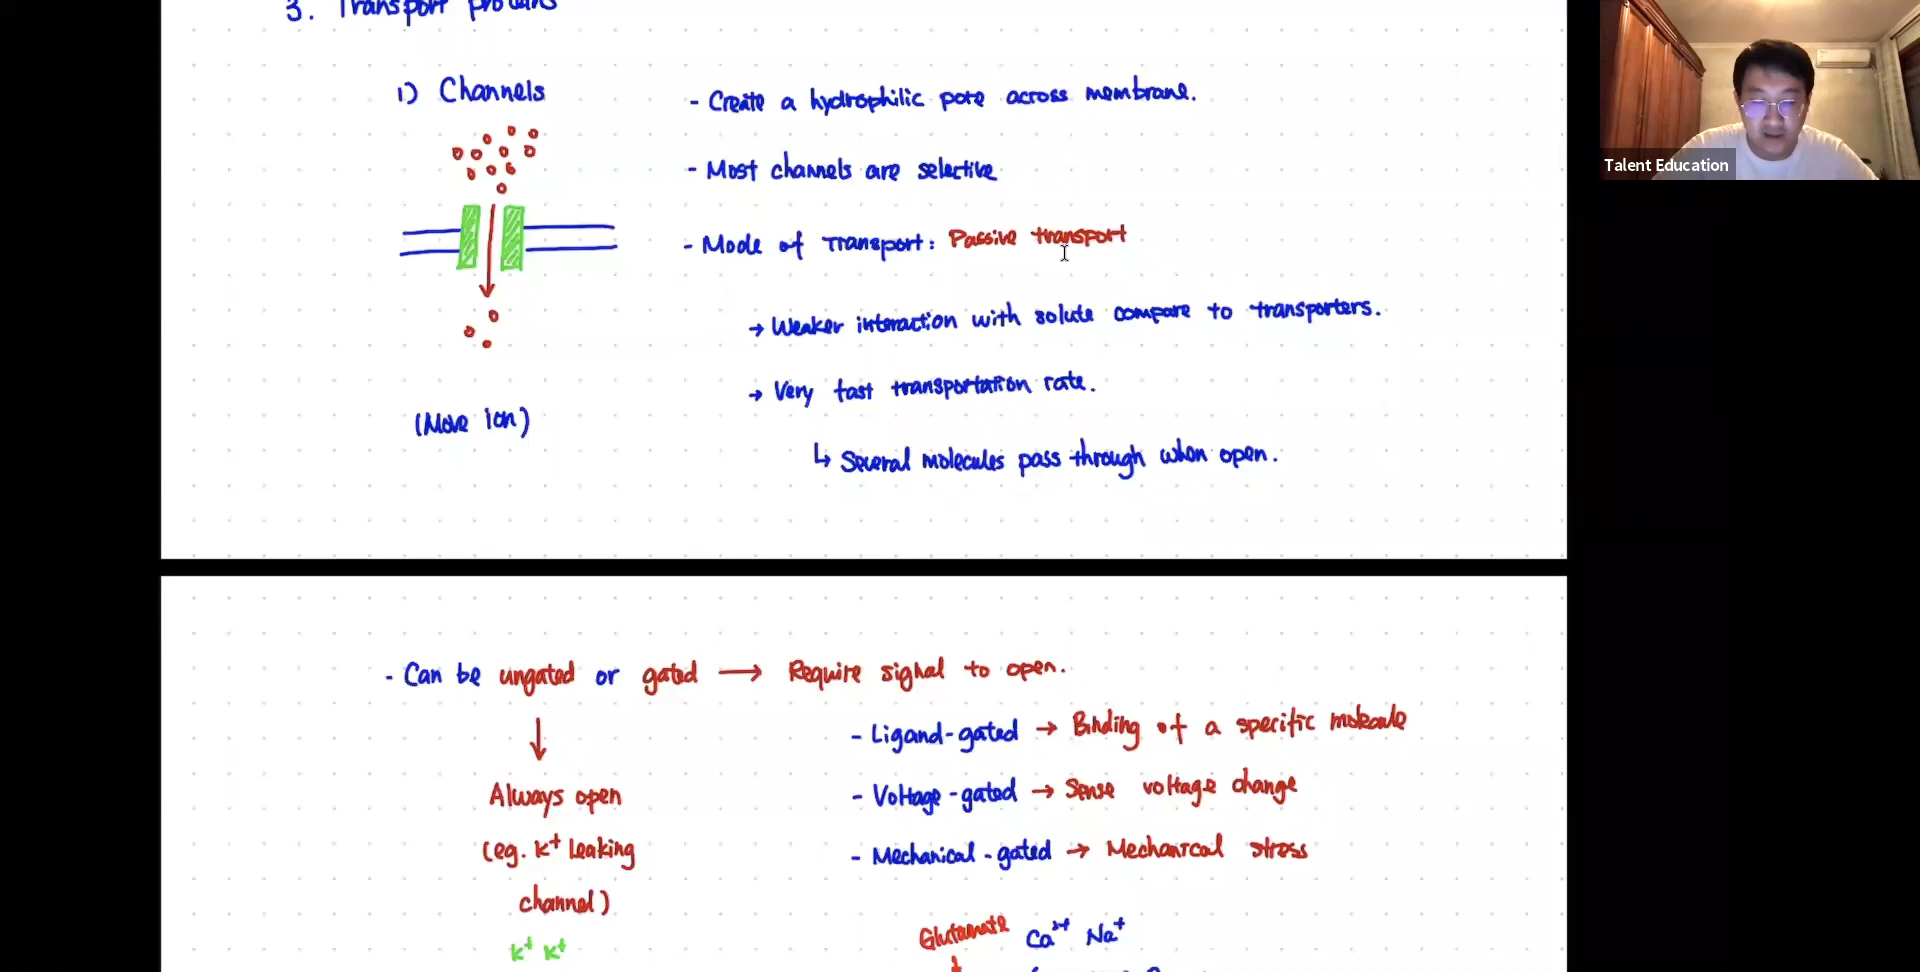 3. Transport proteins
1) Channels
- Create a hydrophilic pore across membrane.
- Most channels are selective
- Mode of transport: Passive transport
→ Weaker interaction with solute compare to transporters.
→ Very fast transportation rate.
↳ Several molecules pass through when open.
(Move ion)
Talent Education
- Can be ungated or gated → Require signal to open.
- Ligand-gated → Binding of a specific molecule
- Voltage-gated → Sense voltage change
- Mechanical-gated → Mechanical stress
Always open
(eg. K⁺ leaking
channel)
K⁺ K⁺
Glutamate Ca²⁺ Na⁺